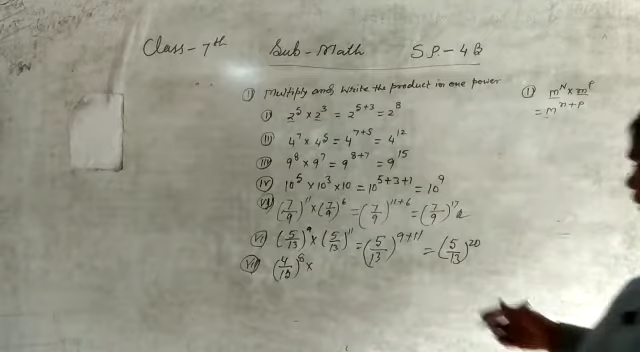 Class - 7th Sub - Math S.P. - 4B
① Multiply and write the product in one power
① m^n × m^p
= m^n+p
(i) 2^5 × 2^3 = 2^5+3 = 2^8
(ii) 4^7 × 4^5 = 4^7+5 = 4^12
(iii) 9^8 × 9^7 = 9^8+7 = 9^15
(iv) 10^5 × 10^3 × 10 = 10^5+3+1 = 10^9
(7/9)^11 × (7/9)^6 = (7/9)^11+6 = (7/9)^17
(vi) (5/13)^9 × (5/13)^11 = (5/13)^9+11 = (5/13)^20
(vii) (4/15)^8 ×